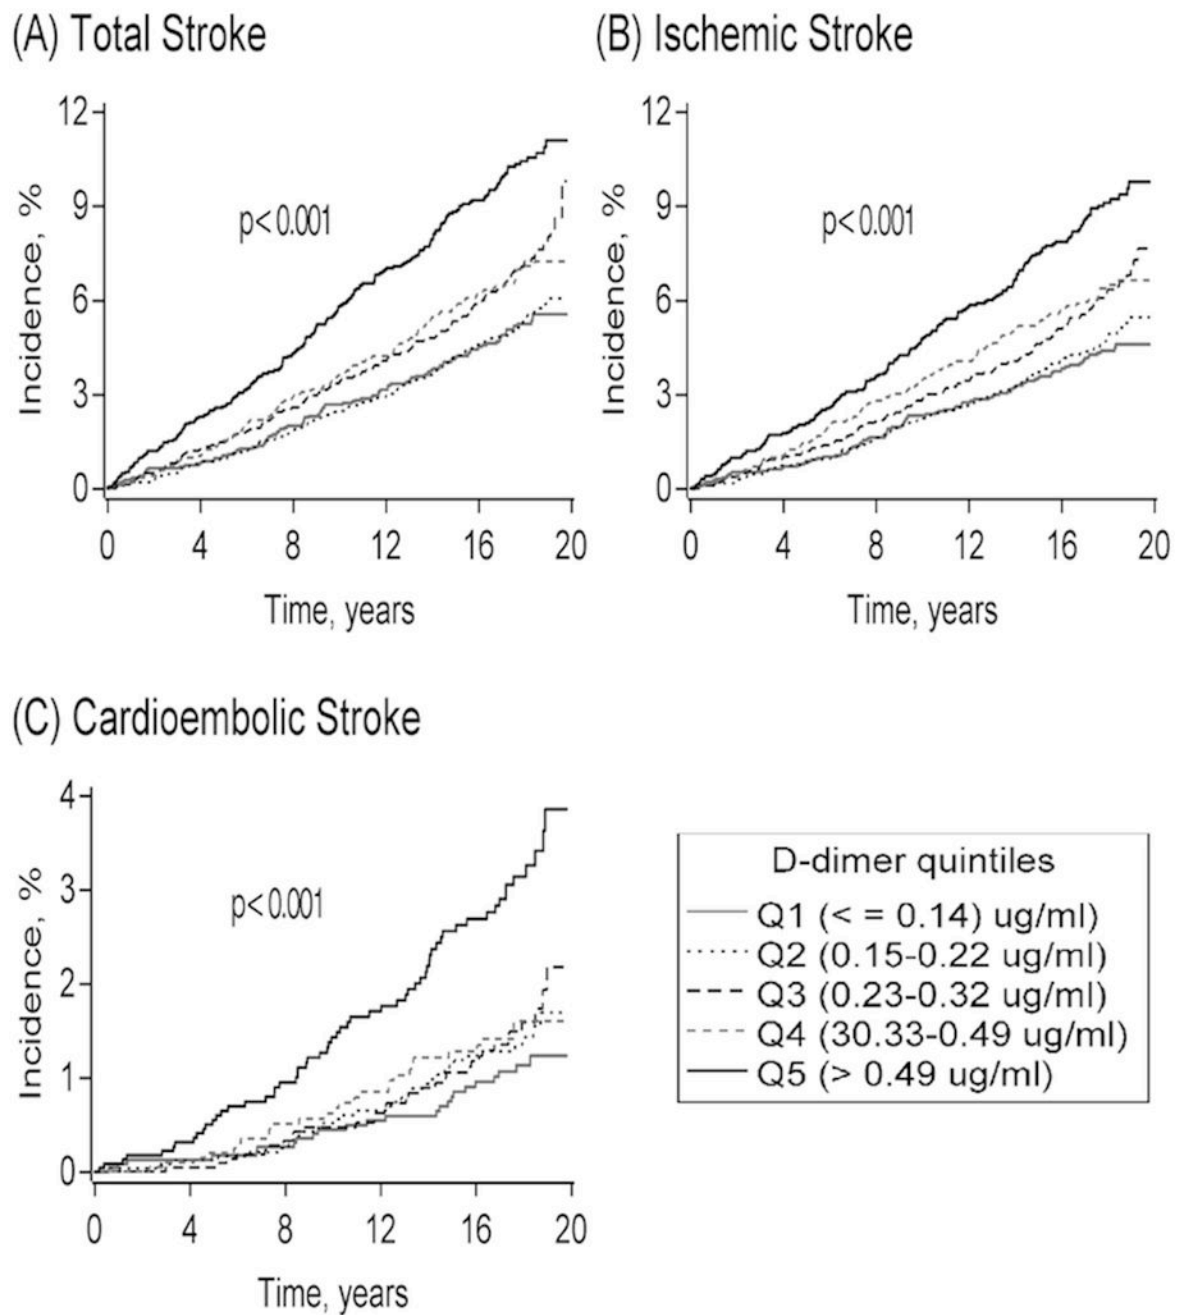 (A) Total Stroke
(B) Ischemic Stroke
12
9
6
3
0
Incidence, %
p< 0.001
0 4 8 12 16 20
Time, years
12
9
6
3
0
Incidence, %
p< 0.001
0 4 8 12 16 20
Time, years
(C) Cardioembolic Stroke
4
3
2
1
0
Incidence, %
p< 0.001
0 4 8 12 16 20
Time, years
D-dimer quintiles
Q1 (< = 0.14) ug/ml)
Q2 (0.15-0.22 ug/ml)
Q3 (0.23-0.32 ug/ml)
Q4 (30.33-0.49 ug/ml)
Q5 (> 0.49 ug/ml)